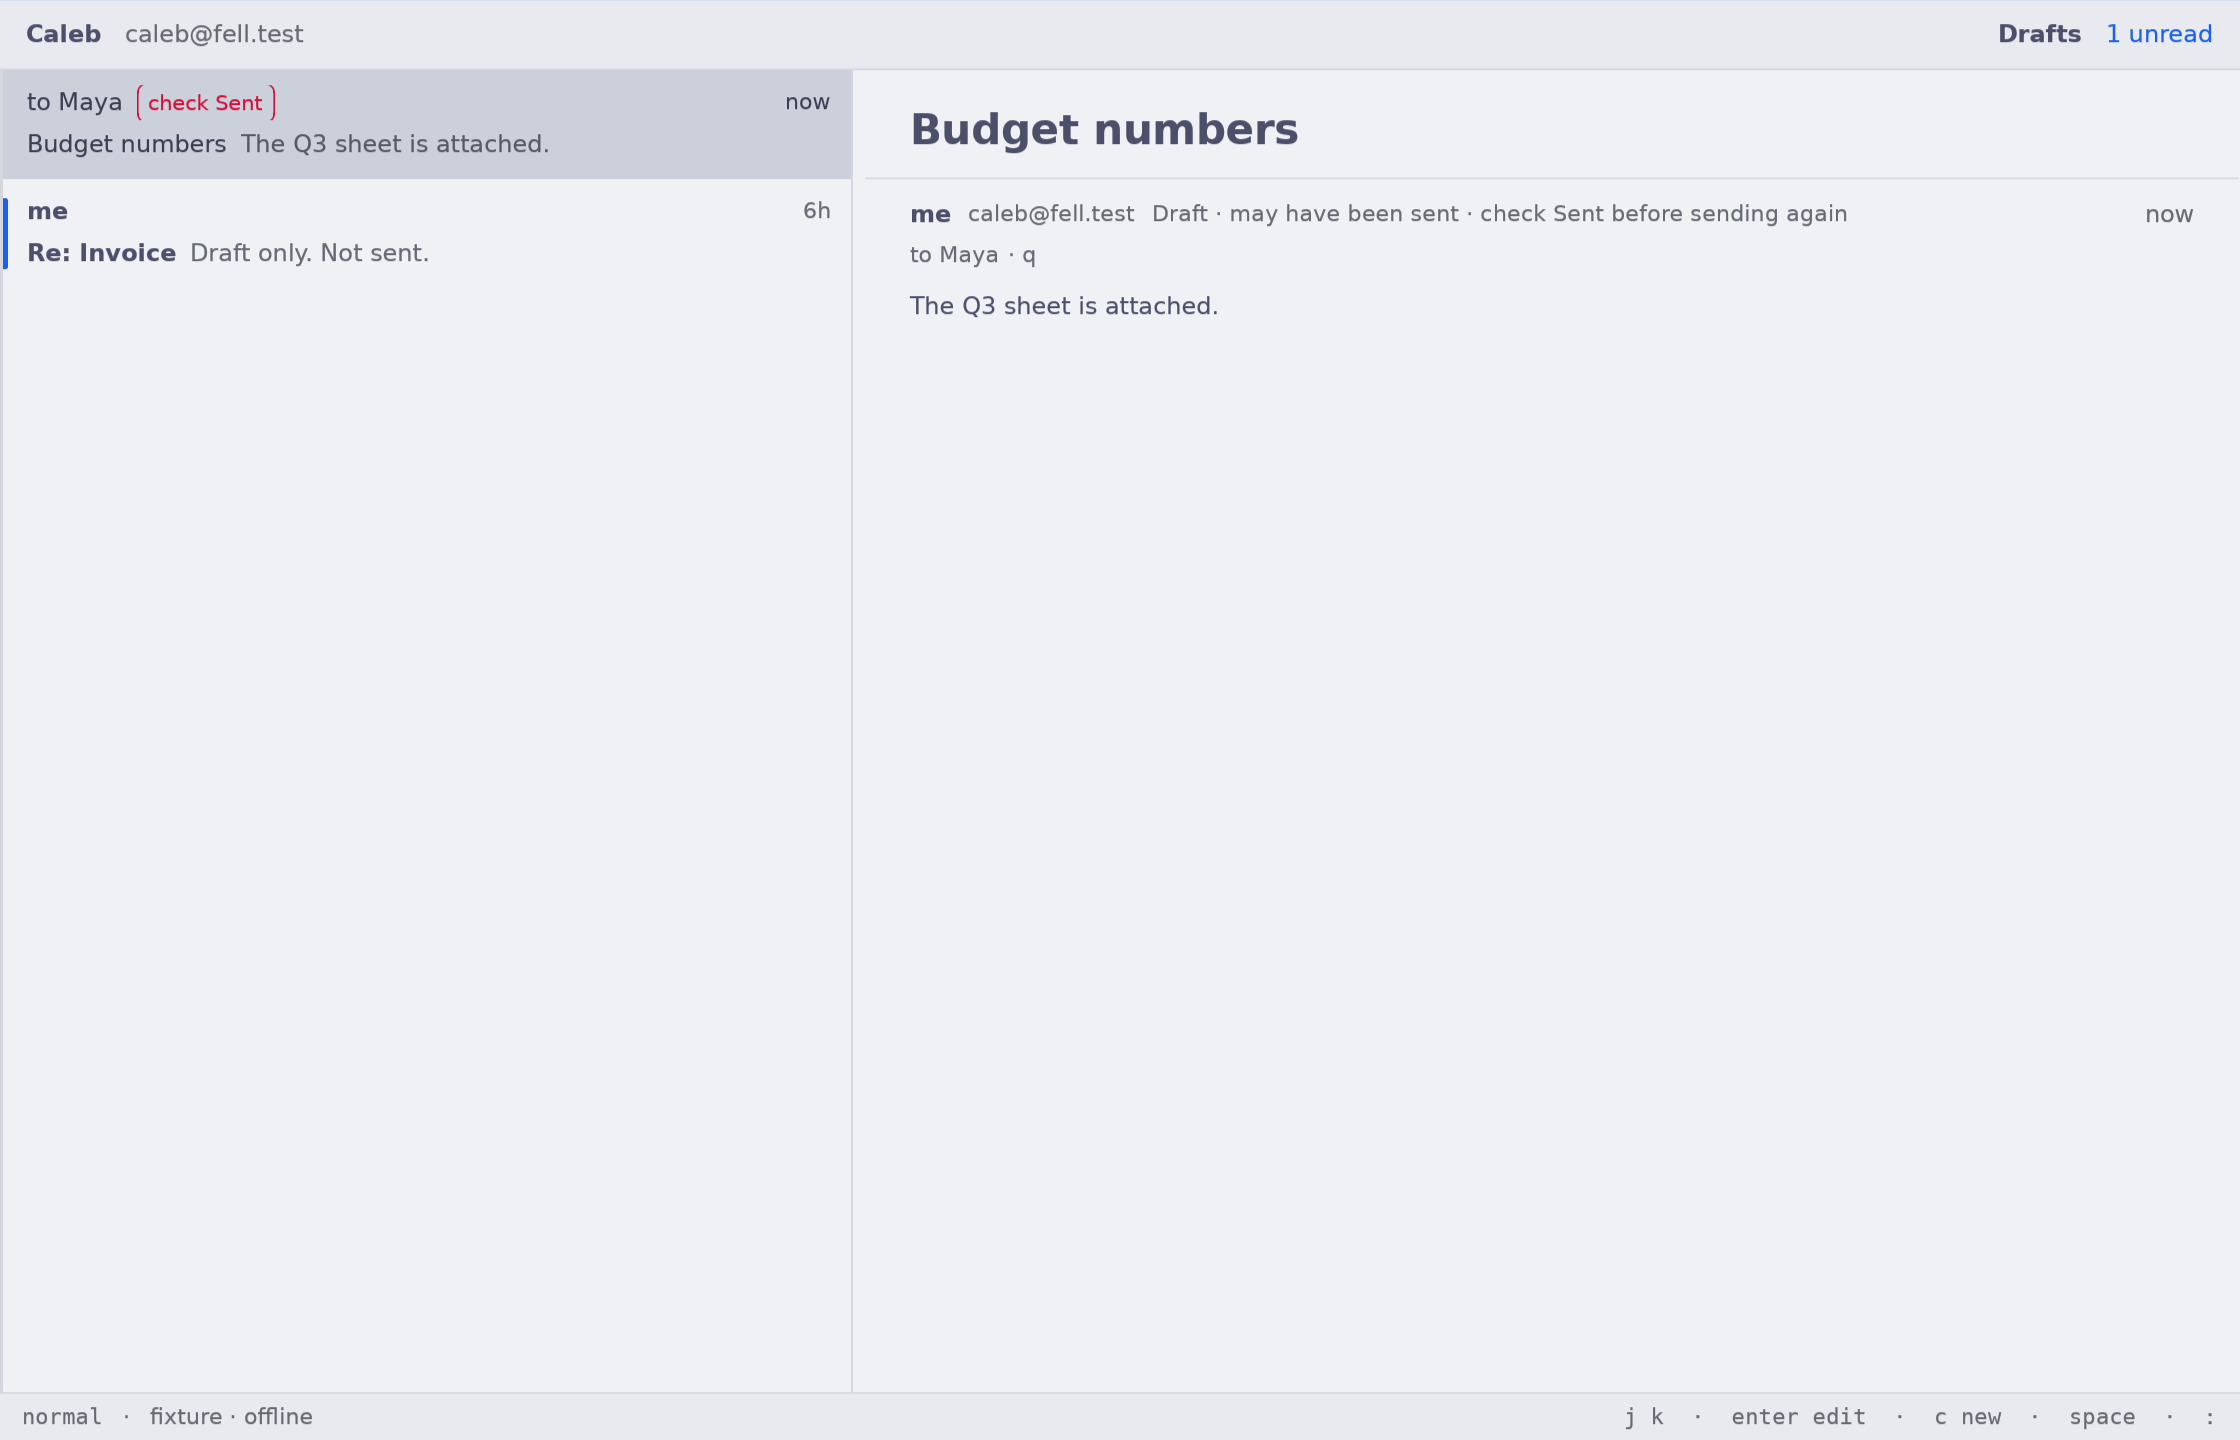 Caleb caleb@fell.test Drafts 1 unread
to Maya check Sent now
Budget numbers The Q3 sheet is attached.
me 6h
Re: Invoice Draft only. Not sent.
Budget numbers
me caleb@fell.test Draft · may have been sent · check Sent before sending again now
to Maya · q
The Q3 sheet is attached.
normal · fixture · offline j k · enter edit · c new · space · :